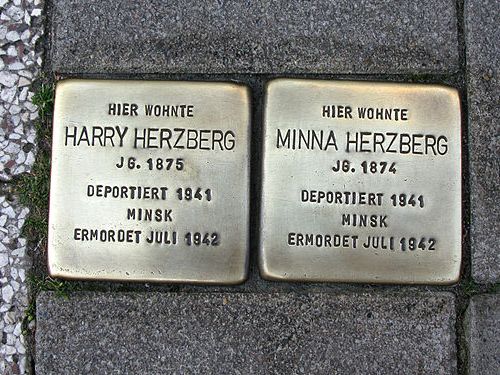 HIER WOHNTE
HARRY HERZBERG
JG. 1875
DEPORTIERT 1941
MINSK
ERMORDET JULI 1942
HIER WOHNTE
MINNA HERZBERG
JG. 1874
DEPORTIERT 1941
MINSK
ERMORDET JULI 1942